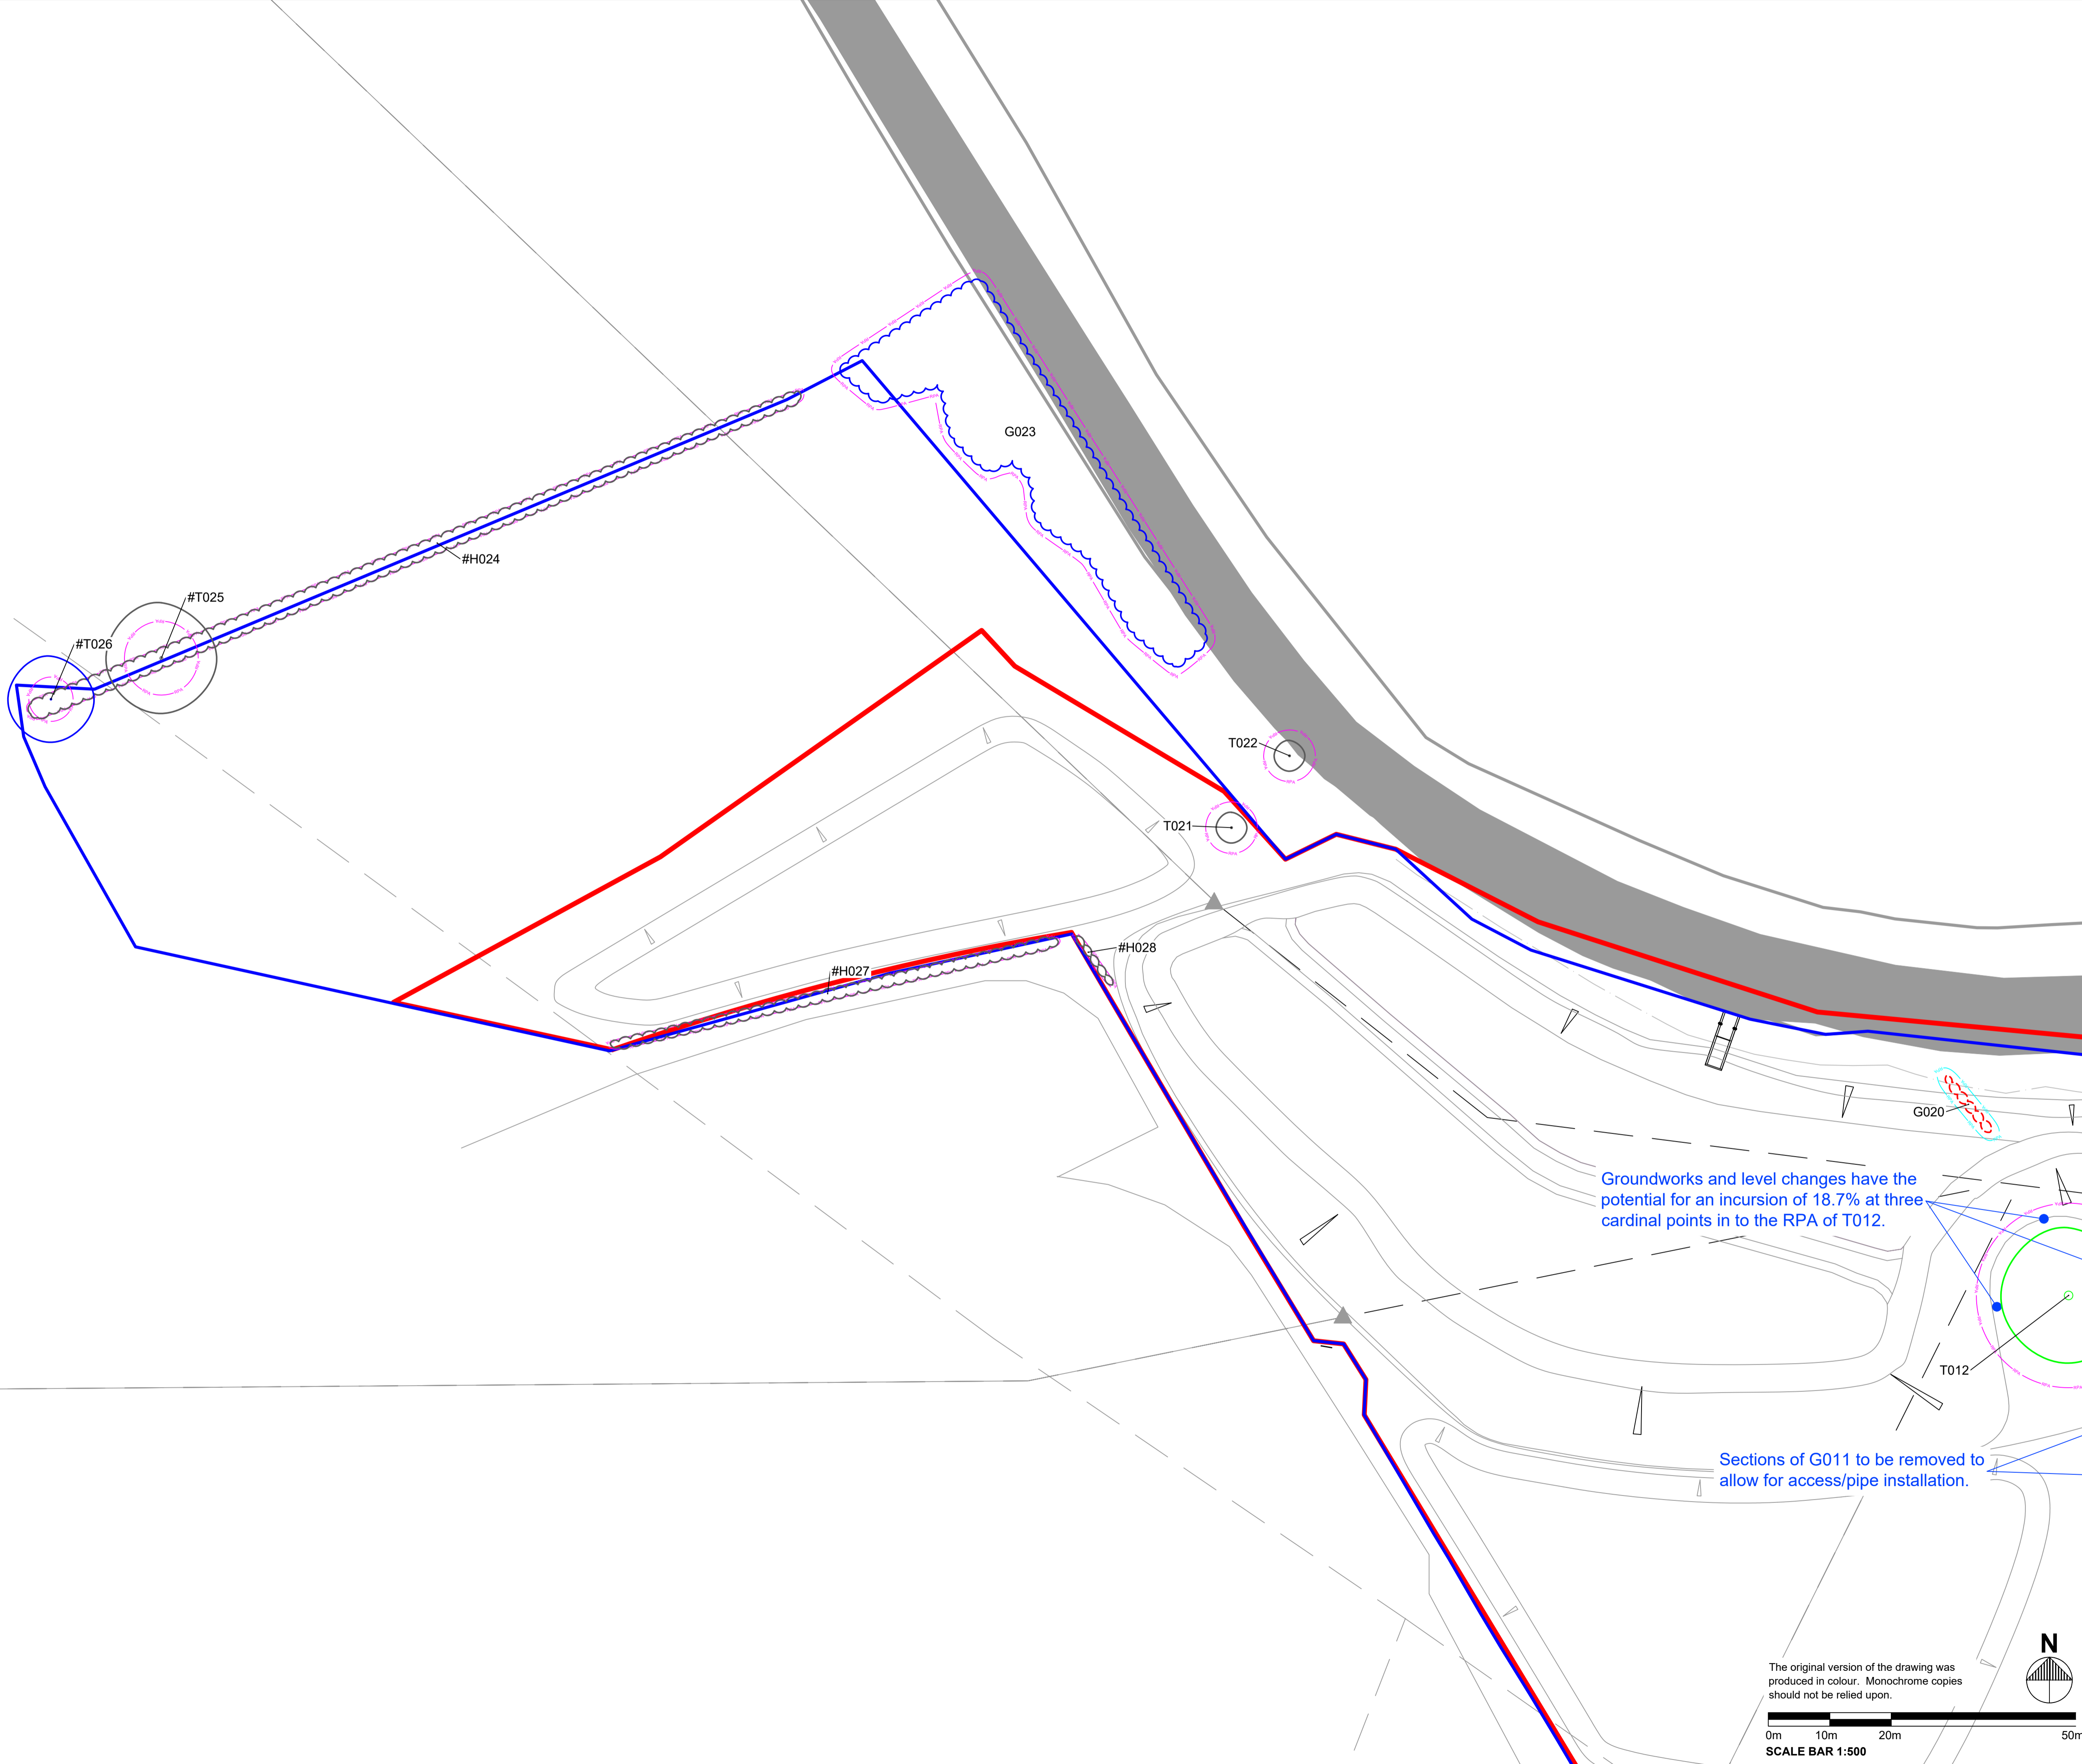 G023
#H024
#T025
#T026
T022
T021
#H028
#H027
G020
Groundworks and level changes have the
potential for an incursion of 18.7% at three
cardinal points in to the RPA of T012.
T012
Sections of G011 to be removed to
allow for access/pipe installation.
N
The original version of the drawing was
produced in colour. Monochrome copies
should not be relied upon.
0m 10m 20m 50m
SCALE BAR 1:500